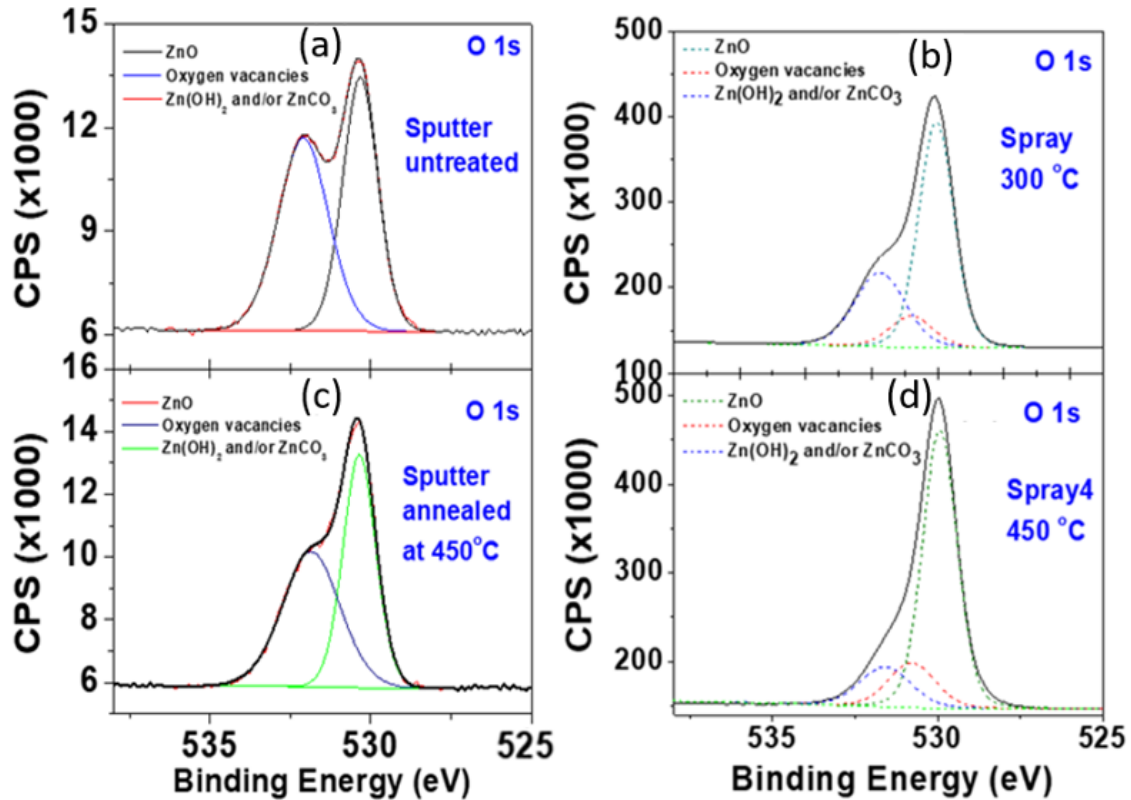 (a)
O 1s
ZnO
Oxygen vacancies
Zn(OH)2 and/or ZnCO3
Sputter
untreated
CPS (x1000)
15
12
9
6
(b)
O 1s
ZnO
Oxygen vacancies
Zn(OH)2 and/or ZnCO3
Spray
300 °C
CPS (x1000)
500
400
300
200
100
(c)
O 1s
ZnO
Oxygen vacancies
Zn(OH)2 and/or ZnCO3
Sputter
annealed
at 450°C
CPS (x1000)
16
14
12
10
8
6
535 530 525
Binding Energy (eV)
(d)
O 1s
ZnO
Oxygen vacancies
Zn(OH)2 and/or ZnCO3
Spray4
450 °C
CPS (x1000)
500
400
300
200
535 530 525
Binding Energy (eV)